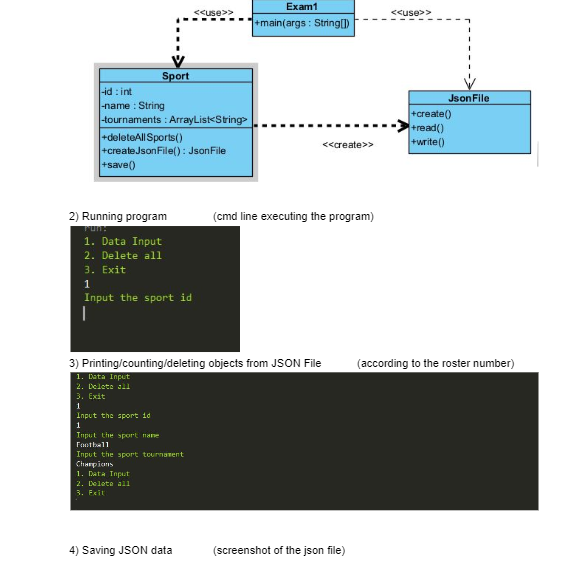 <<use>>
Exam1
<<use>>
+main(args : String[])
Sport
-id : int
-name : String
-tournaments : ArrayList<String>
+deleteAllSports()
+createJsonFile() : JsonFile
+save()
JsonFile
+create()
+read()
+write()
<<create>>
2) Running program (cmd line executing the program)
run:
1. Data Input
2. Delete all
3. Exit
1
Input the sport id
3) Printing/counting/deleting objects from JSON File (according to the roster number)
1. Data Input
2. Delete all
3. Exit
1
Input the sport id
1
Input the sport name
Football
Input the sport tournament
Champions
1. Data Input
2. Delete all
3. Exit
4) Saving JSON data (screenshot of the json file)